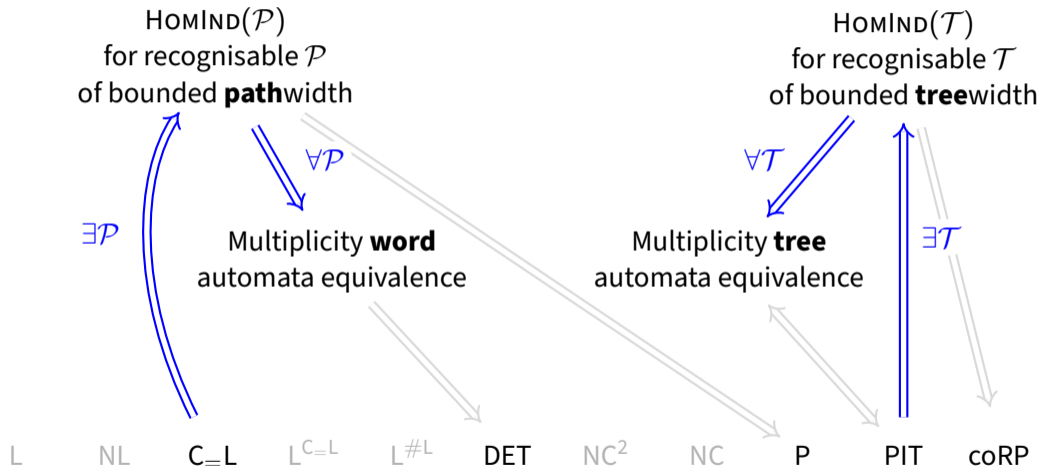 HOMIND(𝒫)
for recognisable 𝒫
of bounded pathwidth
HOMIND(𝒯)
for recognisable 𝒯
of bounded treewidth
∀𝒫
∀𝒯
∃𝒫
∃𝒯
Multiplicity word
automata equivalence
Multiplicity tree
automata equivalence
L NL C₌L L^{C₌L} L^{#L} DET NC² NC P PIT coRP